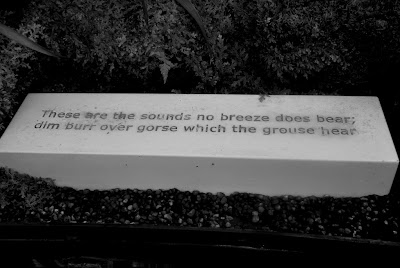 These are the sounds no breeze does bear;
dim burr over gorse which the grouse hear